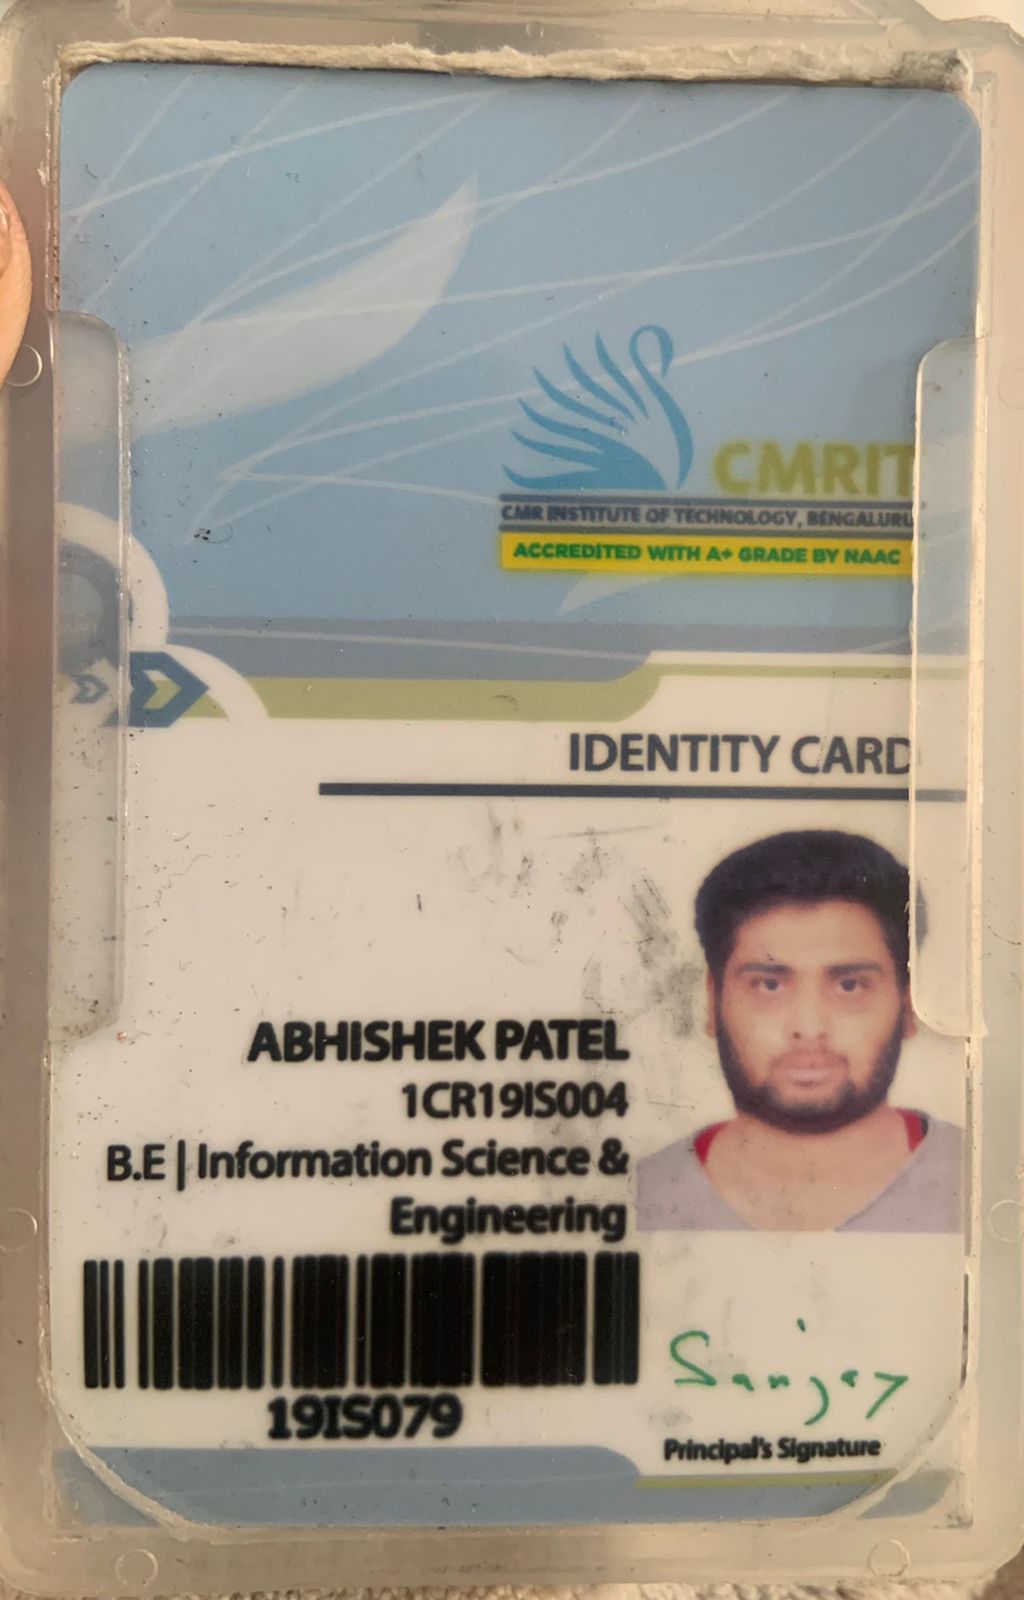 CMRIT
CMR INSTITUTE OF TECHNOLOGY, BENGALURU
ACCREDITED WITH A+ GRADE BY NAAC
IDENTITY CARD
ABHISHEK PATEL
1CR19IS004
B.E | Information Science &
Engineering
19IS079
Sanjay
Principal's Signature